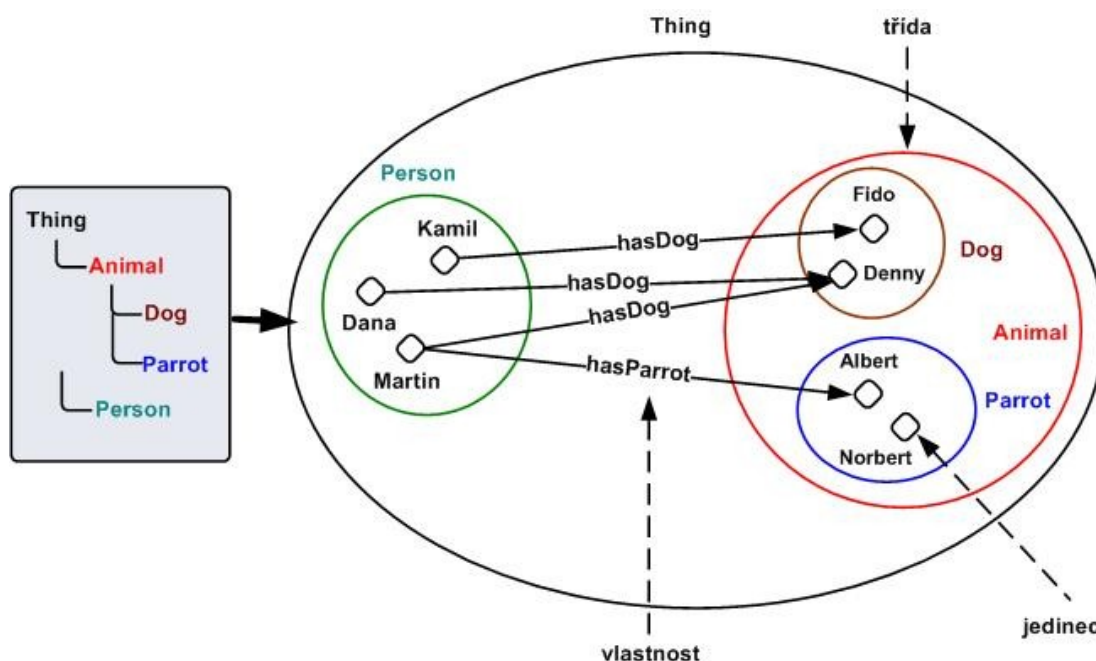 Thing
třída
Person
Kamil
Dana
Martin
hasDog
hasDog
hasDog
hasParrot
Fido
Denny
Dog
Animal
Albert
Norbert
Parrot
Thing
Animal
Dog
Parrot
Person
vlastnost
jedinec